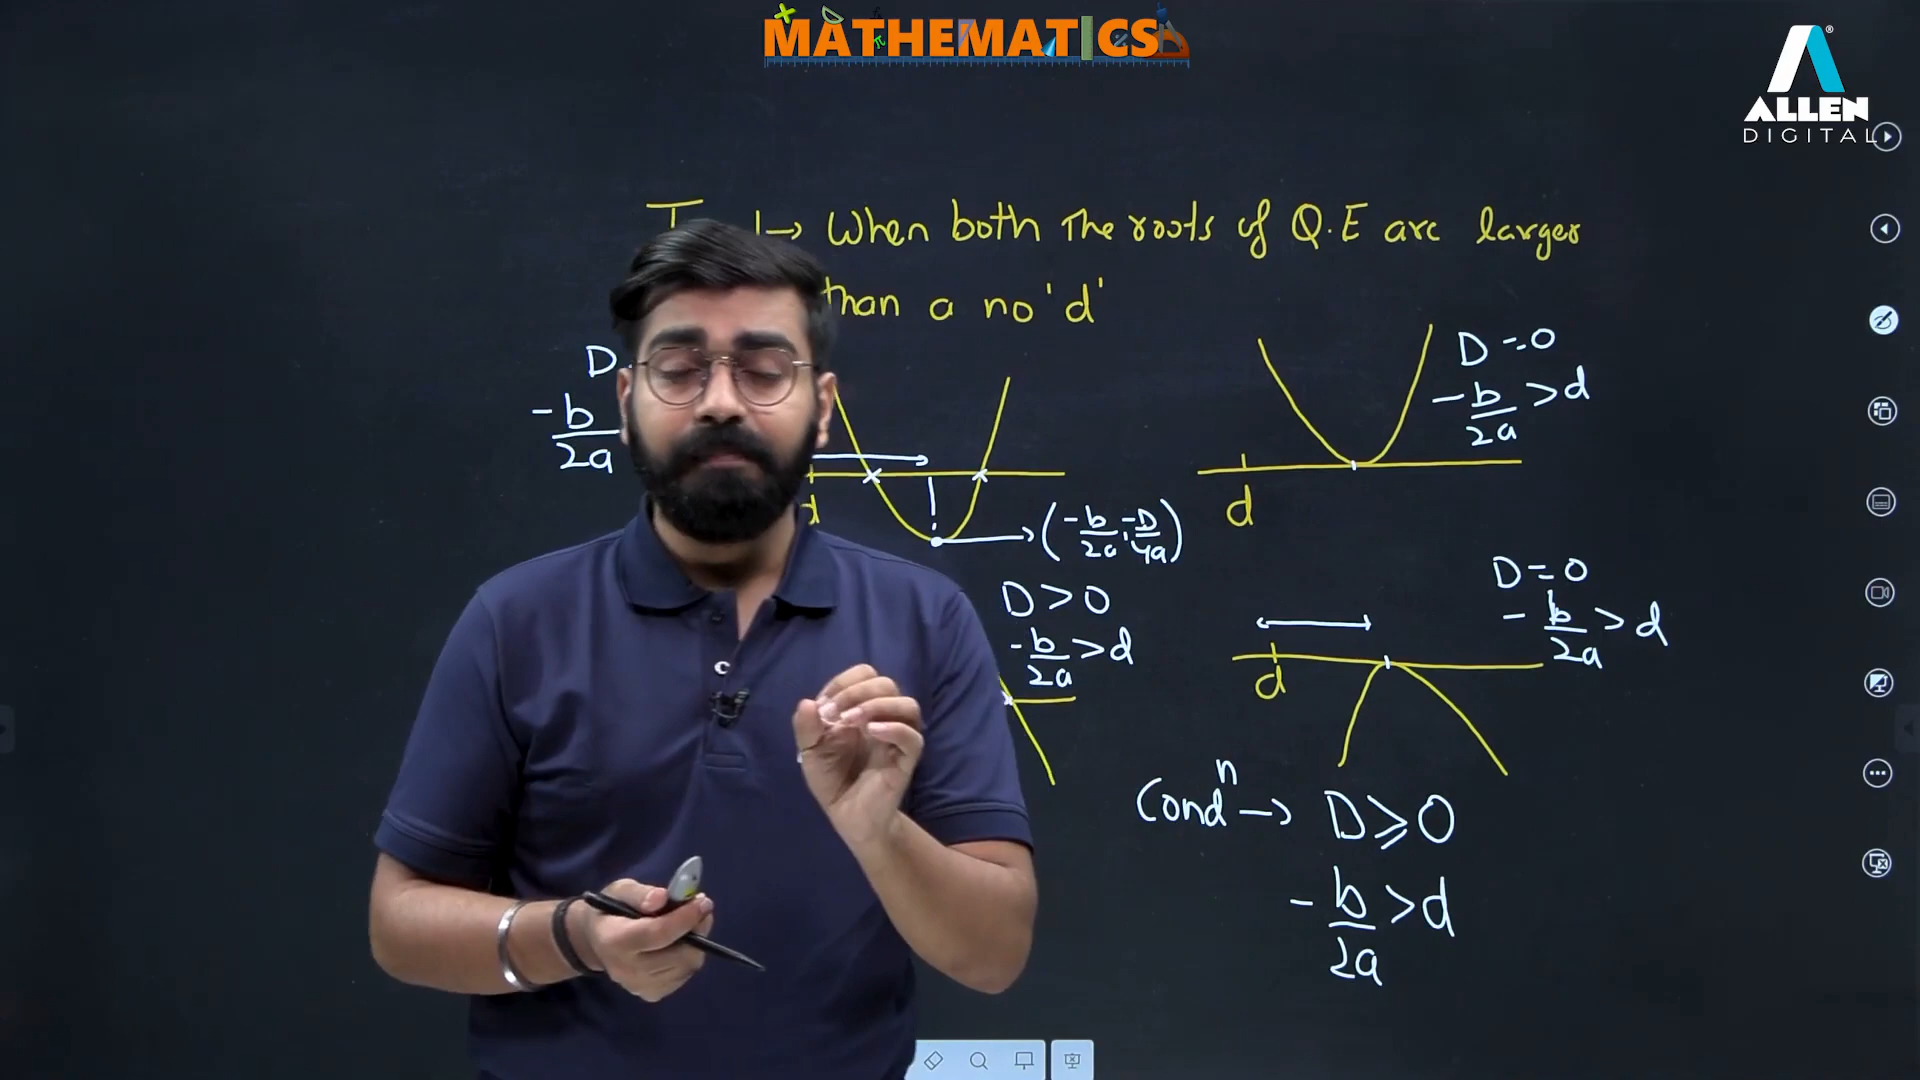 MATHEMATICS
ALLEN
DIGITAL
1→ When both The roots of Q.E are larger
than a no 'd'
D
-b/2a
d
(-b/2a, -D/4a)
D=0
-b/2a >d
d
D>0
-b/2a >d
D=0
-b/2a >d
d
Condⁿ → D⩾0
-b/2a >d